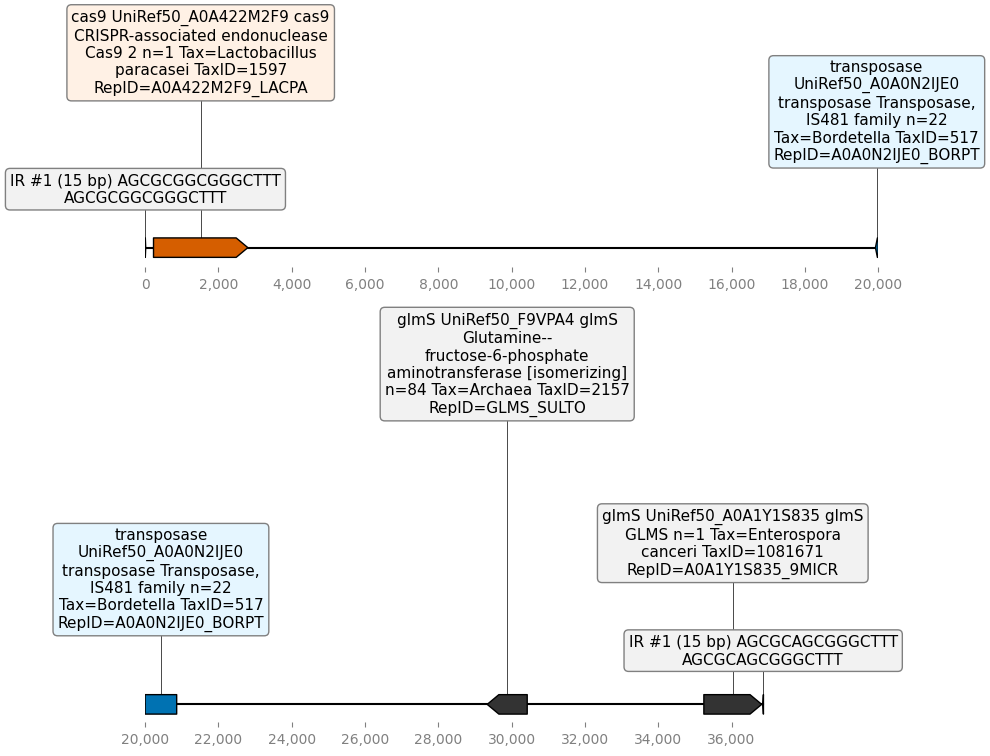 cas9 UniRef50_A0A422M2F9 cas9
CRISPR-associated endonuclease
Cas9 2 n=1 Tax=Lactobacillus
paracasei TaxID=1597
RepID=A0A422M2F9_LACPA
transposase
UniRef50_A0A0N2IJE0
transposase Transposase,
IS481 family n=22
Tax=Bordetella TaxID=517
RepID=A0A0N2IJE0_BORPT
IR #1 (15 bp) AGCGCGGCGGGCTTT
AGCGCGGCGGGCTTT
0 2,000 4,000 6,000 8,000 10,000 12,000 14,000 16,000 18,000 20,000
glmS UniRef50_F9VPA4 glmS
Glutamine--
fructose-6-phosphate
aminotransferase [isomerizing]
n=84 Tax=Archaea TaxID=2157
RepID=GLMS_SULTO
glmS UniRef50_A0A1Y1S835 glmS
GLMS n=1 Tax=Enterospora
canceri TaxID=1081671
RepID=A0A1Y1S835_9MICR
transposase
UniRef50_A0A0N2IJE0
transposase Transposase,
IS481 family n=22
Tax=Bordetella TaxID=517
RepID=A0A0N2IJE0_BORPT
IR #1 (15 bp) AGCGCAGCGGGCTTT
AGCGCAGCGGGCTTT
20,000 22,000 24,000 26,000 28,000 30,000 32,000 34,000 36,000